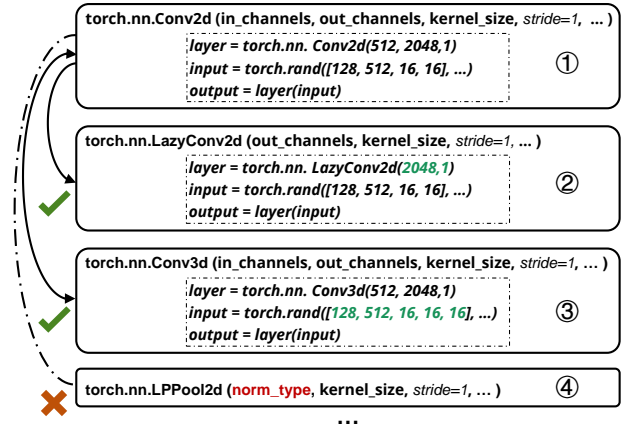 torch.nn.Conv2d (in_channels, out_channels, kernel_size, stride=1, ... )
layer = torch.nn. Conv2d(512, 2048,1)
input = torch.rand([128, 512, 16, 16], ...)
output = layer(input)
①
torch.nn.LazyConv2d (out_channels, kernel_size, stride=1, ... )
layer = torch.nn. LazyConv2d(2048,1)
input = torch.rand([128, 512, 16, 16], ...)
output = layer(input)
②
torch.nn.Conv3d (in_channels, out_channels, kernel_size, stride=1, ... )
layer = torch.nn. Conv3d(512, 2048,1)
input = torch.rand([128, 512, 16, 16, 16], ...)
output = layer(input)
③
torch.nn.LPPool2d (norm_type, kernel_size, stride=1, ... )
④
...